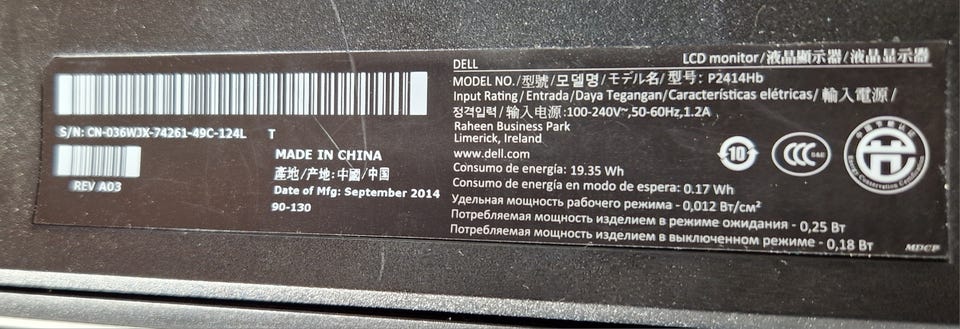 S/N: CN-036WJX-74261-49C-124L T
REV A03
MADE IN CHINA
產地/产地: 中國/中国
Date of Mfg: September 2014
90-130
DELL
LCD monitor/液晶顯示器/液晶显示器
MODEL NO./型號/모델명/モデル名/型号: P2414Hb
Input Rating/Entrada/Daya Tegangan/Características elétricas/輸入電源/
정격입력/输入电源:100-240V~,50-60Hz,1.2A
Raheen Business Park
Limerick, Ireland
www.dell.com
Consumo de energía: 19.35 Wh
Consumo de energía en modo de espera: 0.17 Wh
Удельная мощность рабочего режима - 0,012 Вт/см²
Потребляемая мощность изделием в режиме ожидания - 0,25 Вт
Потребляемая мощность изделием в выключенном режиме - 0,18 Вт
10
CCC S&E
MDCP